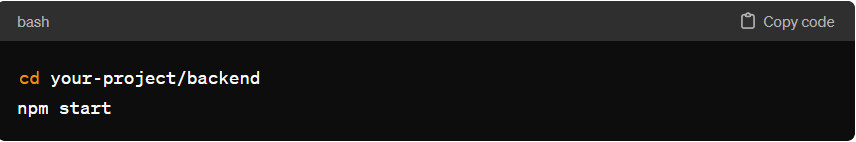 bash Copy code
cd your-project/backend
npm start